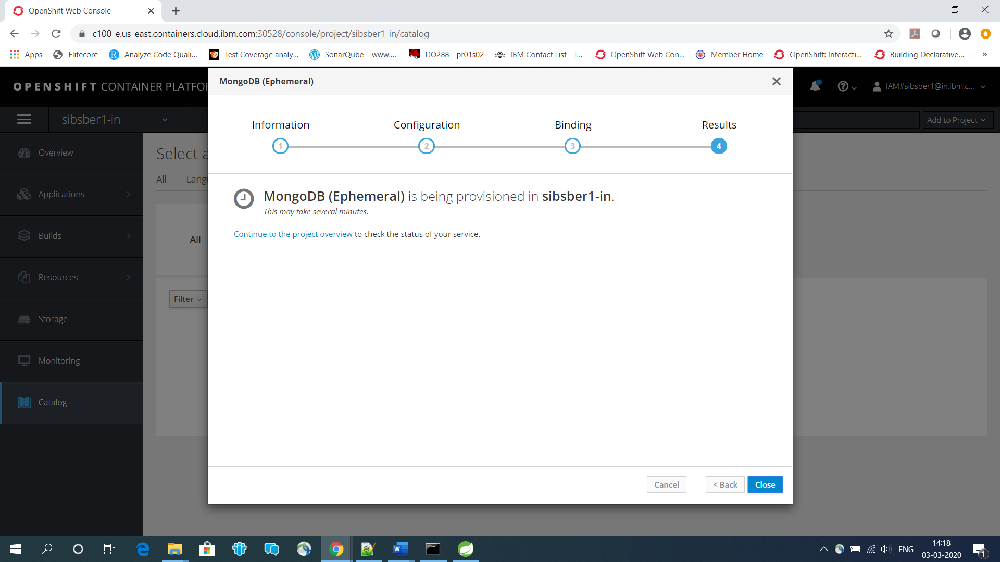 OpenShift Web Console
c100-e.us-east.containers.cloud.ibm.com:30528/console/project/sibsber1-in/catalog
Apps
Elitecore
Analyze Code Quali...
Test Coverage analy...
SonarQube – www....
DO288 - pr01s02
IBM Contact List – I...
OpenShift Web Con...
Member Home
OpenShift: Interacti...
Building Declarative...
»
OPENSHIFT CONTAINER PLATFO
MongoDB (Ephemeral)
IAM#sibsber1@in.ibm.c...
sibsber1-in
Add to Project
Information
Configuration
Binding
Results
1
2
3
4
Overview
Applications
Builds
Resources
Storage
Monitoring
Catalog
Select a
All
Lang
All
Filter
MongoDB (Ephemeral) is being provisioned in sibsber1-in.
This may take several minutes.
Continue to the project overview to check the status of your service.
Cancel
< Back
Close
ENG
14:18
03-03-2020
1